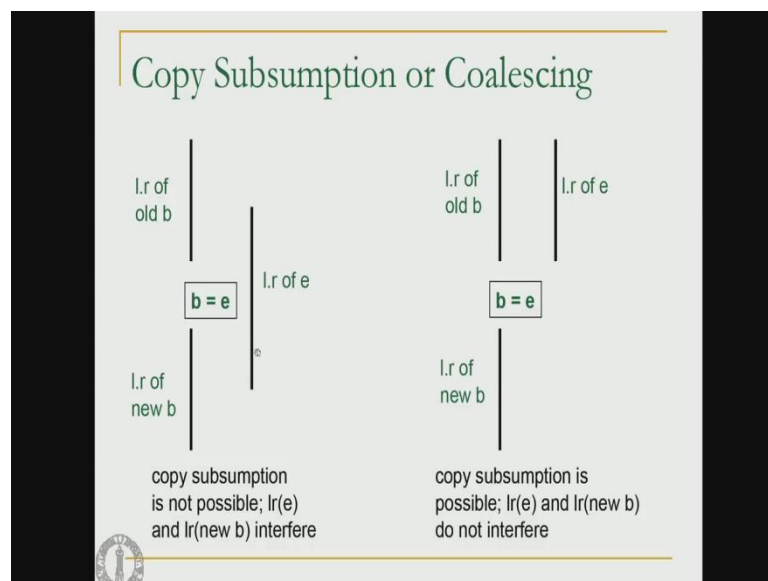 Copy Subsumption or Coalescing
l.r of
old b
l.r of e
b = e
l.r of
new b
copy subsumption
is not possible; lr(e)
and lr(new b) interfere
l.r of
old b
l.r of e
b = e
l.r of
new b
copy subsumption is
possible; lr(e) and lr(new b)
do not interfere